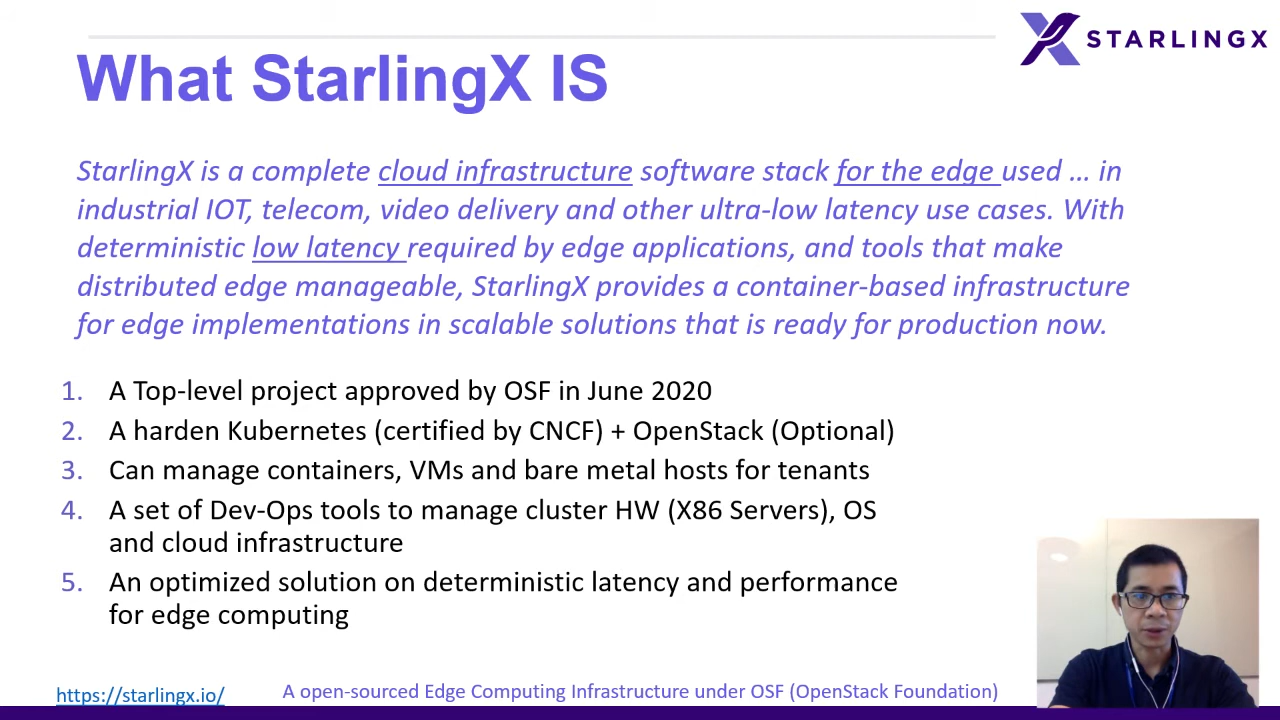 STARLINGX
What StarlingX IS
StarlingX is a complete cloud infrastructure software stack for the edge used … in
industrial IOT, telecom, video delivery and other ultra-low latency use cases. With
deterministic low latency required by edge applications, and tools that make
distributed edge manageable, StarlingX provides a container-based infrastructure
for edge implementations in scalable solutions that is ready for production now.
1. A Top-level project approved by OSF in June 2020
2. A harden Kubernetes (certified by CNCF) + OpenStack (Optional)
3. Can manage containers, VMs and bare metal hosts for tenants
4. A set of Dev-Ops tools to manage cluster HW (X86 Servers), OS
and cloud infrastructure
5. An optimized solution on deterministic latency and performance
for edge computing
https://starlingx.io/
A open-sourced Edge Computing Infrastructure under OSF (OpenStack Foundation)